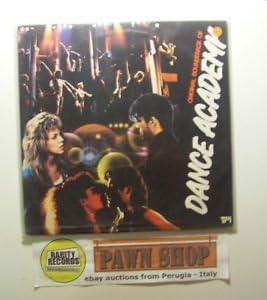 ORIGINAL SOUNDTRACK OF
DANCE ACADEMY
RARITY
RECORDS
PAWN SHOP
ebay auctions from Perugia - Italy